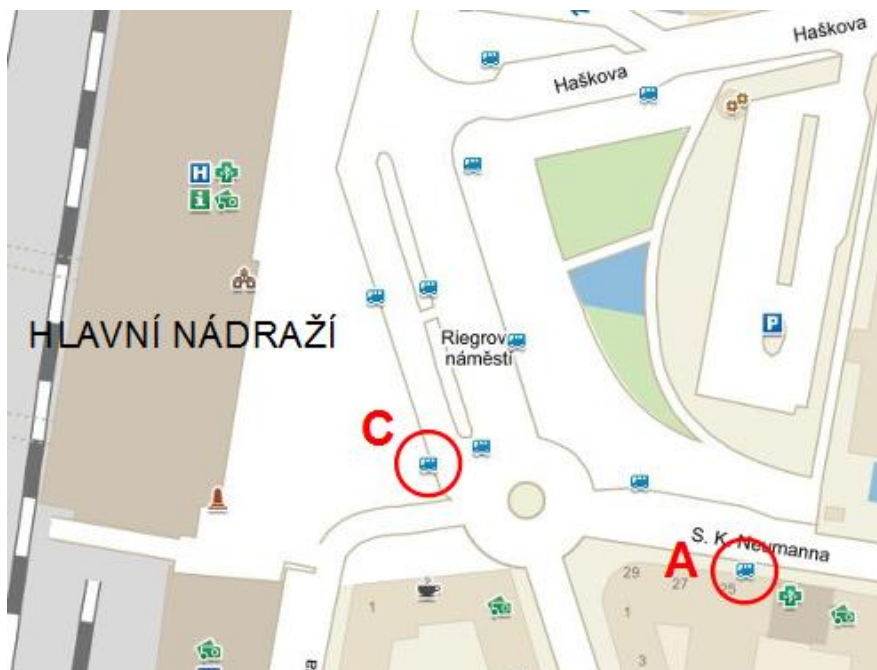 Haškova
Haškova
H
i
HLAVNÍ NÁDRAŽÍ
Riegrovo
náměstí
P
C
S. K. Neumanna
A
29
27
25
1
1
3